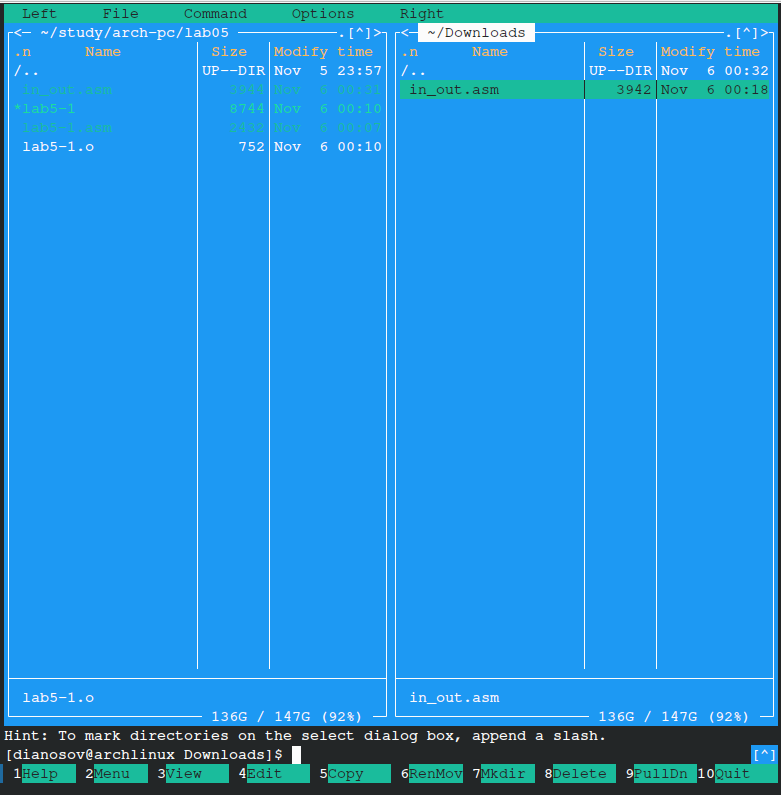 Left File Command Options Right
<─ ~/study/arch-pc/lab05 ─.[^]>
.n Name Size Modify time
/.. UP--DIR Nov 5 23:57
in_out.asm 3944 Nov 6 00:31
*lab5-1 8744 Nov 6 00:10
lab5-1.asm 2432 Nov 6 00:07
lab5-1.o 752 Nov 6 00:10
lab5-1.o
136G / 147G (92%)
<─ ~/Downloads ─.[^]>
.n Name Size Modify time
/.. UP--DIR Nov 6 00:32
in_out.asm 3942 Nov 6 00:18
in_out.asm
136G / 147G (92%)
Hint: To mark directories on the select dialog box, append a slash.
[dianosov@archlinux Downloads]$ [^]
1Help 2Menu 3View 4Edit 5Copy 6RenMov 7Mkdir 8Delete 9PullDn 10Quit